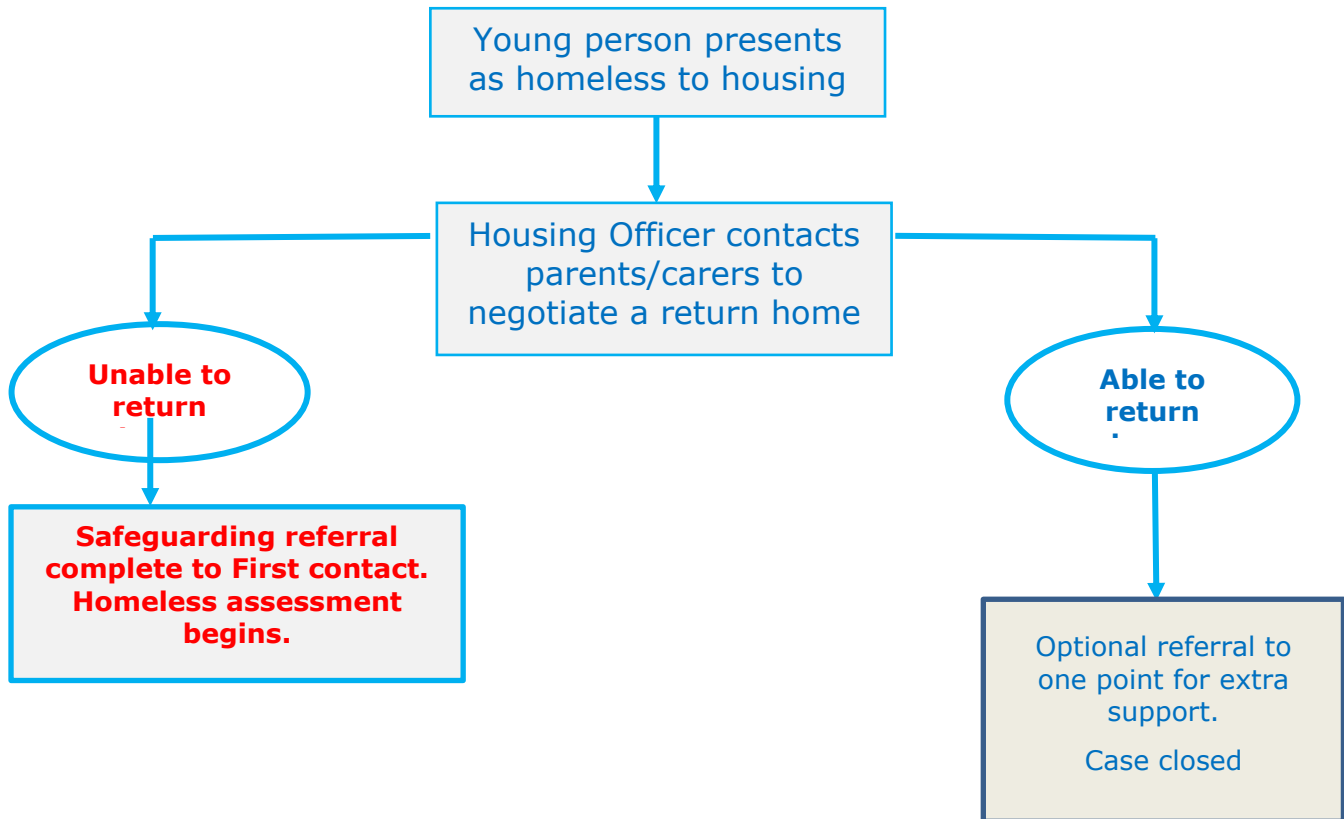 Young person presents
as homeless to housing
Housing Officer contacts
parents/carers to
negotiate a return home
Unable to
return
Able to
return
Safeguarding referral
complete to First contact.
Homeless assessment
begins.
Optional referral to
one point for extra
support.
Case closed